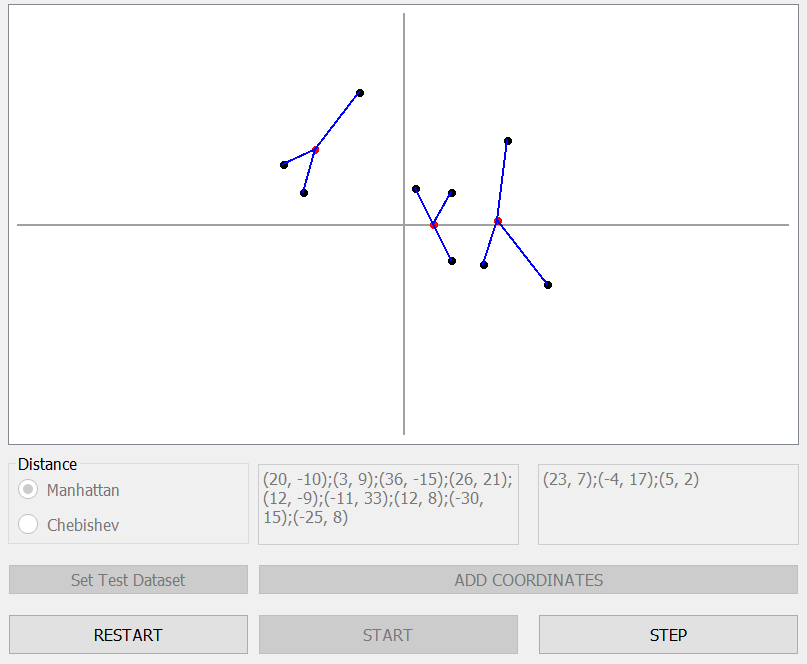 Distance
Manhattan
Chebishev
(20, -10);(3, 9);(36, -15);(26, 21);
(12, -9);(-11, 33);(12, 8);(-30,
15);(-25, 8)
(23, 7);(-4, 17);(5, 2)
Set Test Dataset
ADD COORDINATES
RESTART
START
STEP